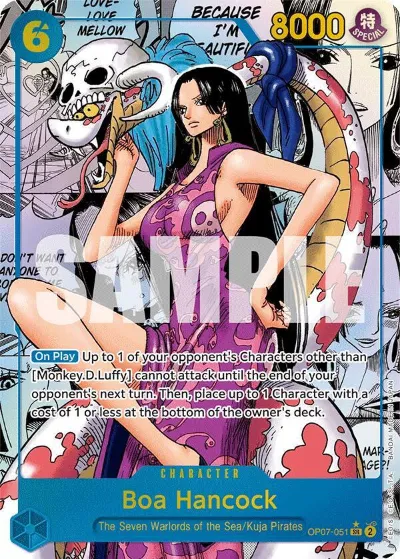 LOVE-LOVE
MELLOW
BECAUSE
I'M
6
8000
特
SPECIAL
DON'T
WANT
ANYONE
TO
SAMPLE
On Play Up to 1 of your opponent's Characters other than
[Monkey.D.Luffy] cannot attack until the end of your
opponent's next turn. Then, place up to 1 Character with a
cost of 1 or less at the bottom of the owner's deck.
CHARACTER
Boa Hancock
The Seven Warlords of the Sea/Kuja Pirates
OP07-051 SR 2